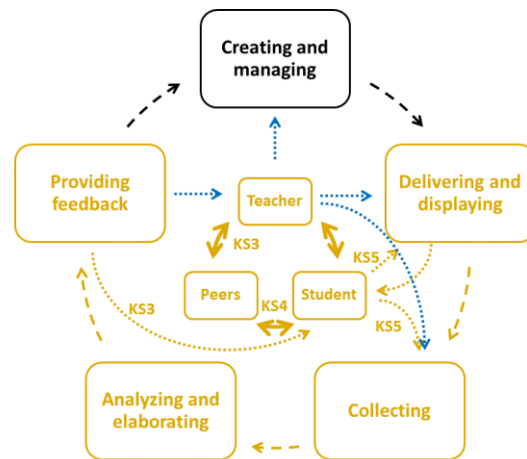 Creating and
managing
Providing
feedback
Teacher
Delivering and
displaying
KS3
KS5
Peers
KS4
Student
KS3
KS5
Analyzing and
elaborating
Collecting